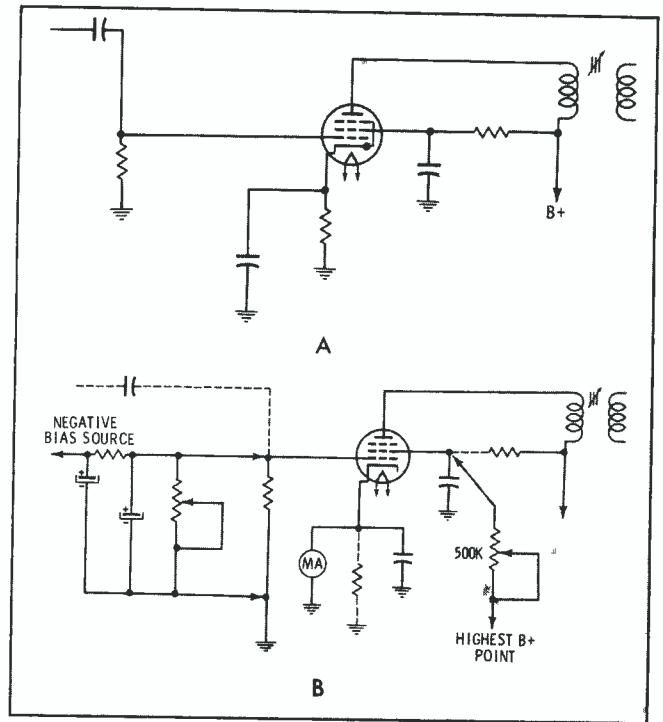 B+
A
NEGATIVE
BIAS SOURCE
+
+
MA
500K
HIGHEST B+
POINT
B